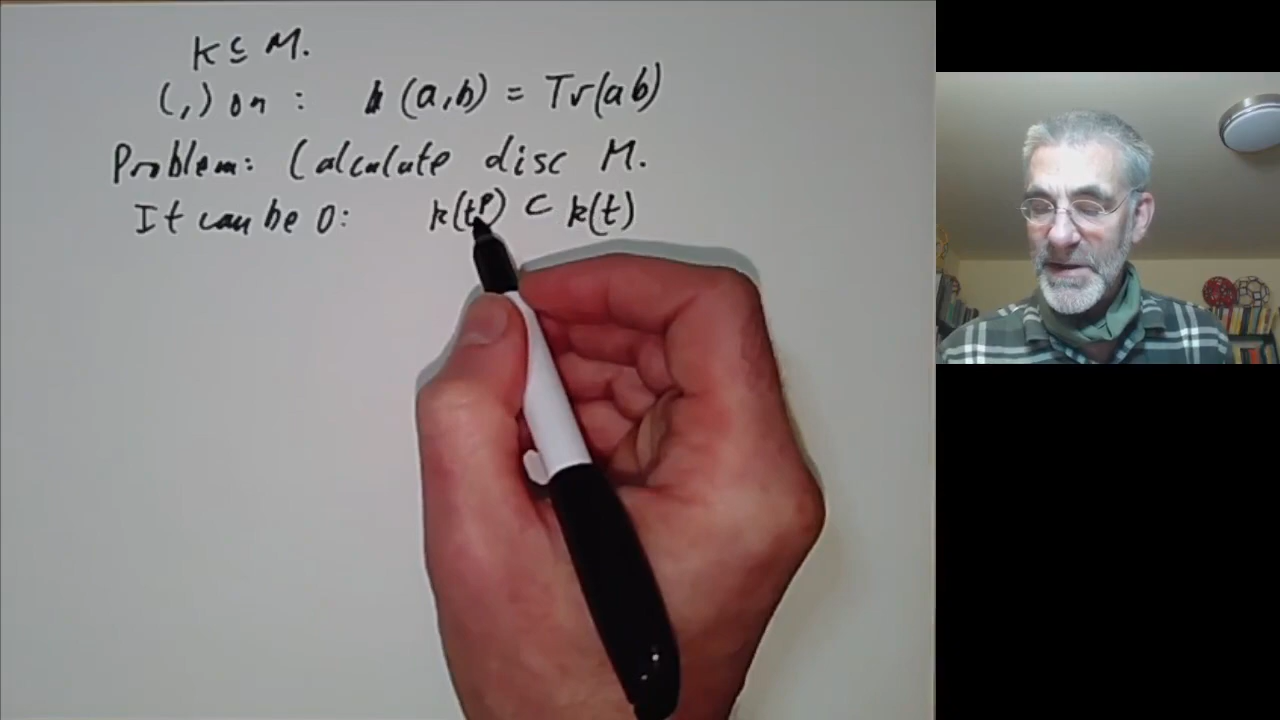 K ⊆ M.
(,) on : (a,b) = Tr(ab)
Problem: Calculate disc M.
It can be 0: k(t^p) ⊂ k(t)